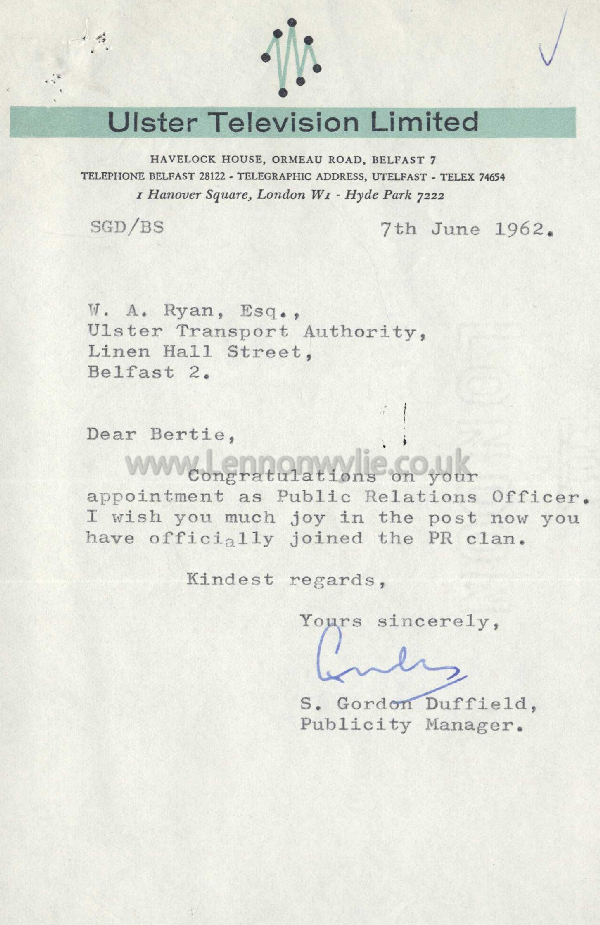 Ulster Television Limited
HAVELOCK HOUSE, ORMEAU ROAD, BELFAST 7
TELEPHONE BELFAST 28122 - TELEGRAPHIC ADDRESS, UTELFAST - TELEX 74654
1 Hanover Square, London W1 - Hyde Park 7222
SGD/BS 7th June 1962.
W. A. Ryan, Esq.,
Ulster Transport Authority,
Linen Hall Street,
Belfast 2.
Dear Bertie,
www.Lennonwylie.co.uk
Congratulations on your
appointment as Public Relations Officer.
I wish you much joy in the post now you
have officially joined the PR clan.
Kindest regards,
Yours sincerely,
S. Gordon Duffield,
Publicity Manager.